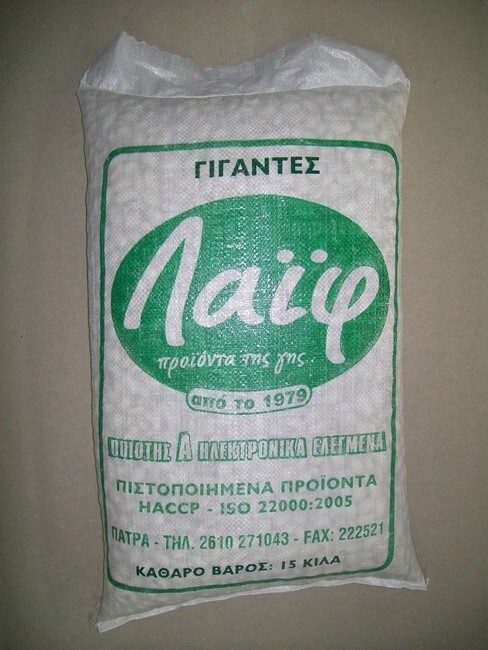 ΓΙΓΑΝΤΕΣ
Λαϊφ
προϊόντα της γης..
από το 1979
ΠΟΙΟΤΗΣ Α ΗΛΕΚΤΡΟΝΙΚΑ ΕΛΕΓΜΕΝΑ
ΠΙΣΤΟΠΟΙΗΜΕΝΑ ΠΡΟΪΟΝΤΑ
HACCP - ISO 22000:2005
ΠΑΤΡΑ - ΤΗΛ. 2610 271043 - FAX: 222521
ΚΑΘΑΡΟ ΒΑΡΟΣ: 15 ΚΙΛΑ